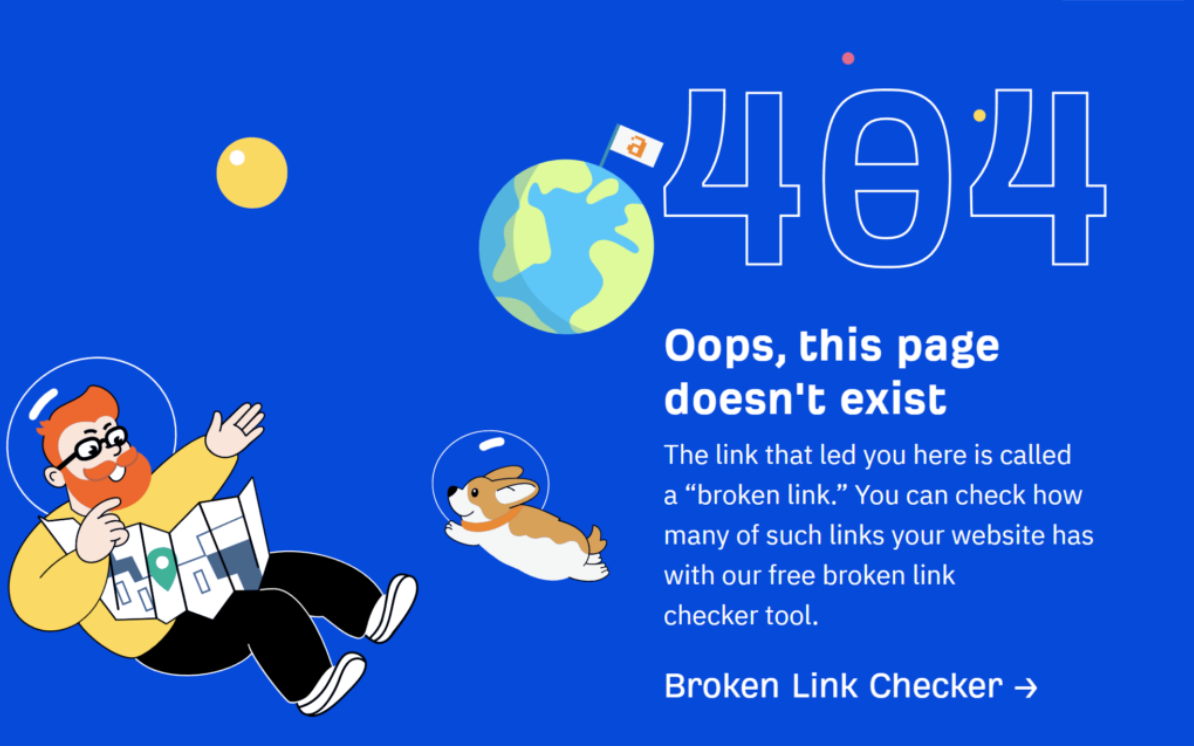 a
404
Oops, this page
doesn't exist
The link that led you here is called
a “broken link.” You can check how
many of such links your website has
with our free broken link
checker tool.
Broken Link Checker →